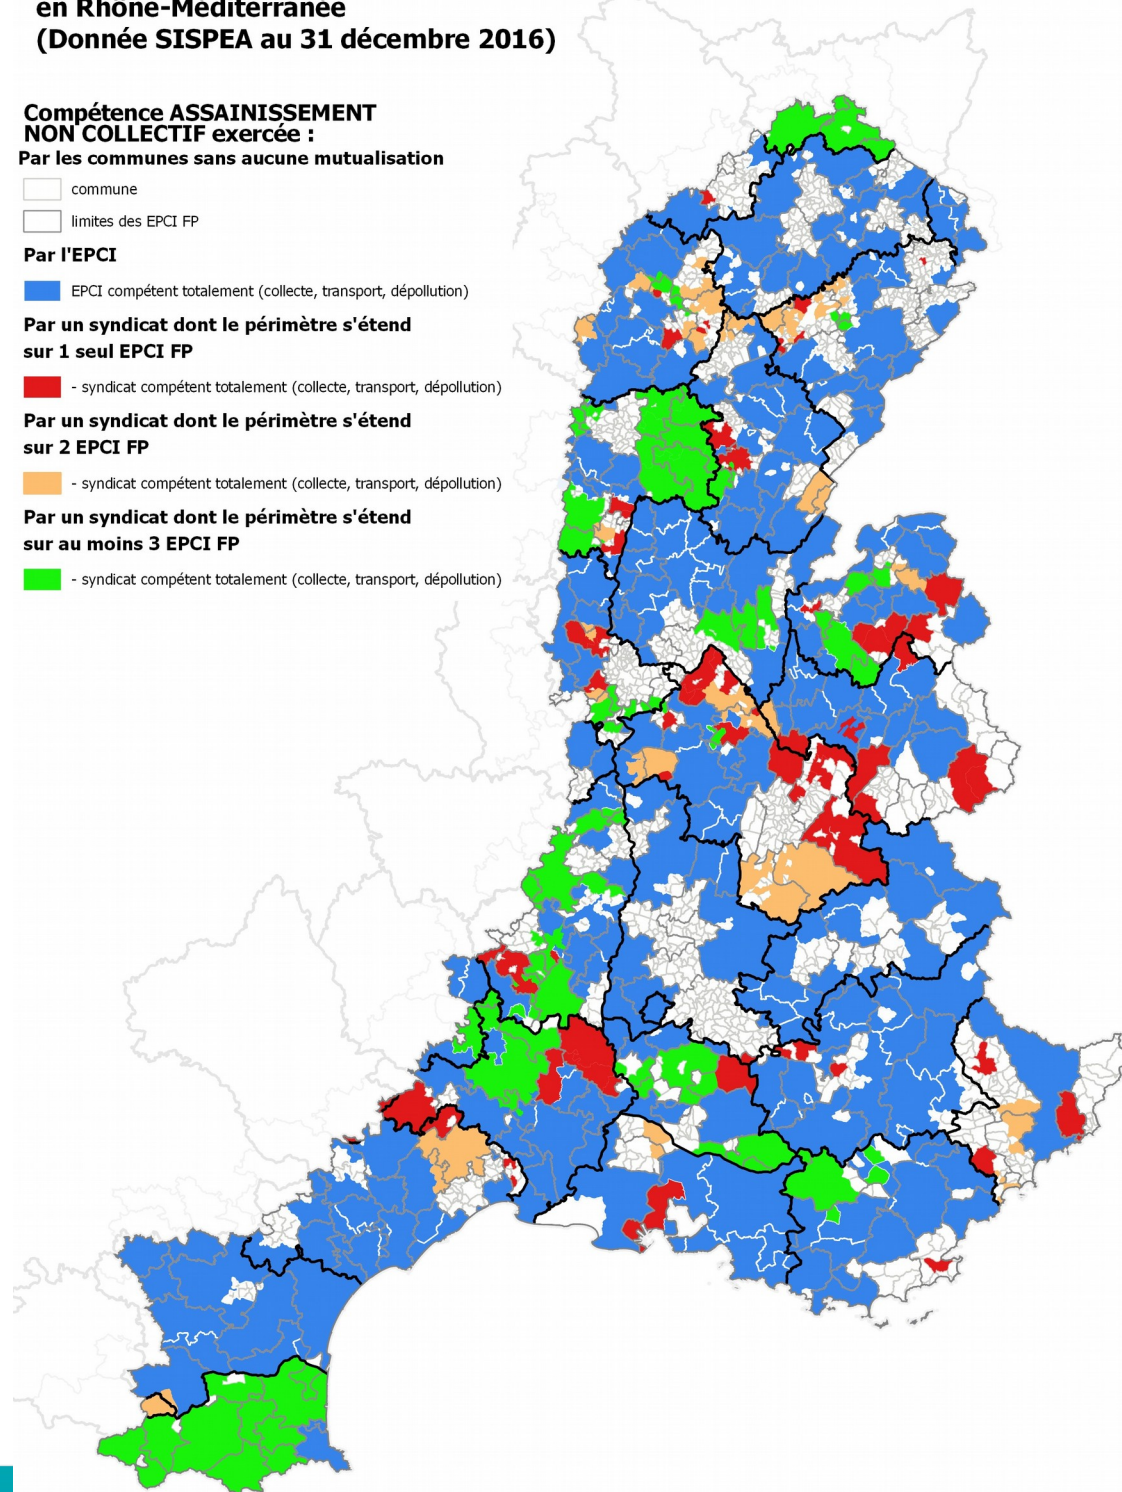 en Rhône-Méditerranée
(Donnée SISPEA au 31 décembre 2016)
Compétence ASSAINISSEMENT
NON COLLECTIF exercée :
Par les communes sans aucune mutualisation
commune
limites des EPCI FP
Par l'EPCI
EPCI compétent totalement (collecte, transport, dépollution)
Par un syndicat dont le périmètre s'étend
sur 1 seul EPCI FP
- syndicat compétent totalement (collecte, transport, dépollution)
Par un syndicat dont le périmètre s'étend
sur 2 EPCI FP
- syndicat compétent totalement (collecte, transport, dépollution)
Par un syndicat dont le périmètre s'étend
sur au moins 3 EPCI FP
- syndicat compétent totalement (collecte, transport, dépollution)